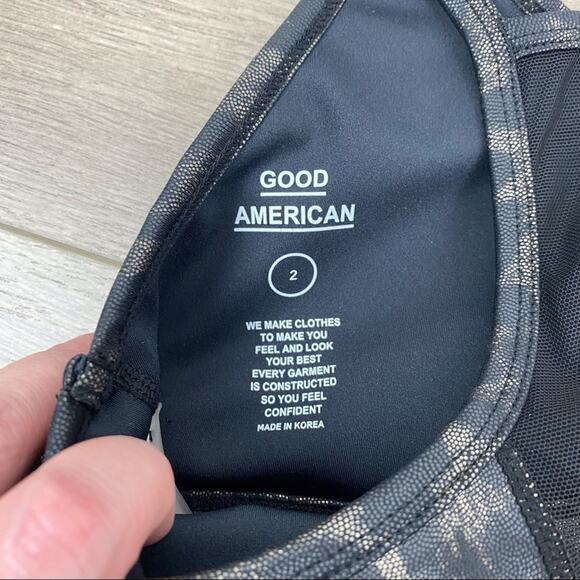 GOOD
AMERICAN
2
WE MAKE CLOTHES
TO MAKE YOU
FEEL AND LOOK
YOUR BEST
EVERY GARMENT
IS CONSTRUCTED
SO YOU FEEL
CONFIDENT
MADE IN KOREA